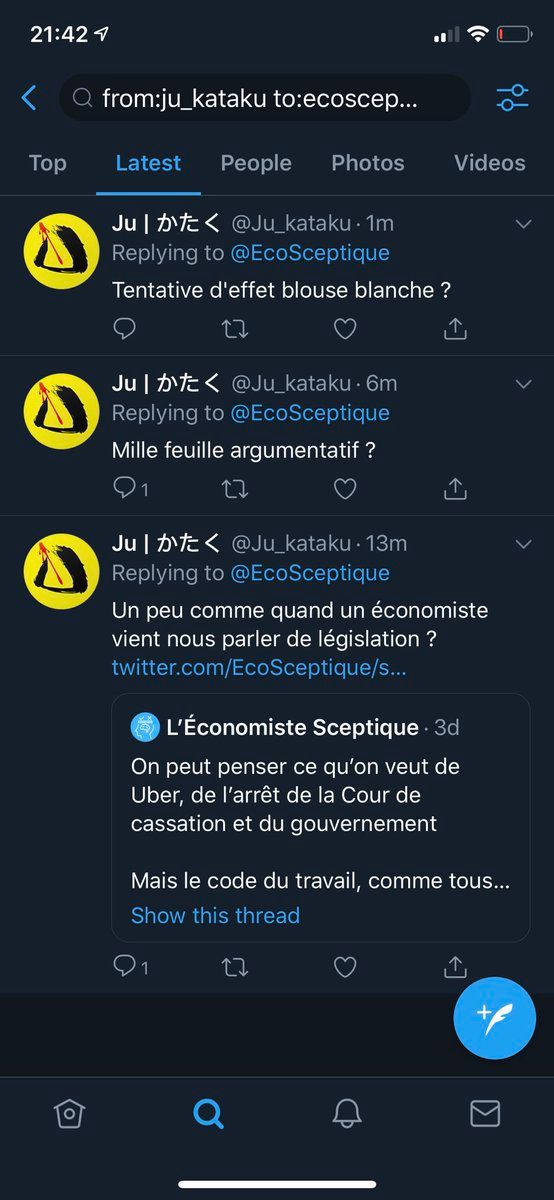 21:42
from:ju_kataku to:ecoscep...
Top Latest People Photos Videos
Ju | かたく @Ju_kataku · 1m
Replying to @EcoSceptique
Tentative d'effet blouse blanche ?
Ju | かたく @Ju_kataku · 6m
Replying to @EcoSceptique
Mille feuille argumentatif ?
1
Ju | かたく @Ju_kataku · 13m
Replying to @EcoSceptique
Un peu comme quand un économiste
vient nous parler de législation ?
twitter.com/EcoSceptique/s...
L’Économiste Sceptique · 3d
On peut penser ce qu’on veut de
Uber, de l’arrêt de la Cour de
cassation et du gouvernement
Mais le code du travail, comme tous...
Show this thread
1